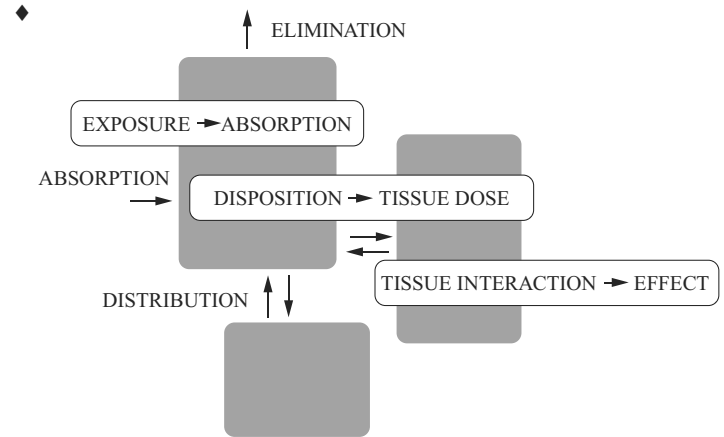 ELIMINATION
EXPOSURE → ABSORPTION
ABSORPTION
DISPOSITION → TISSUE DOSE
TISSUE INTERACTION → EFFECT
DISTRIBUTION